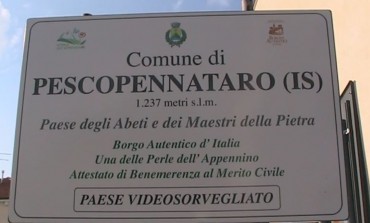 Comune di
PESCOPENNATARO (IS)
1.237 metri s.l.m.
Paese degli Abeti e dei Maestri della Pietra
Borgo Autentico d' Italia
Una delle Perle dell' Appennino
Attestato di Benemerenza al Merito Civile
PAESE VIDEOSORVEGLIATO